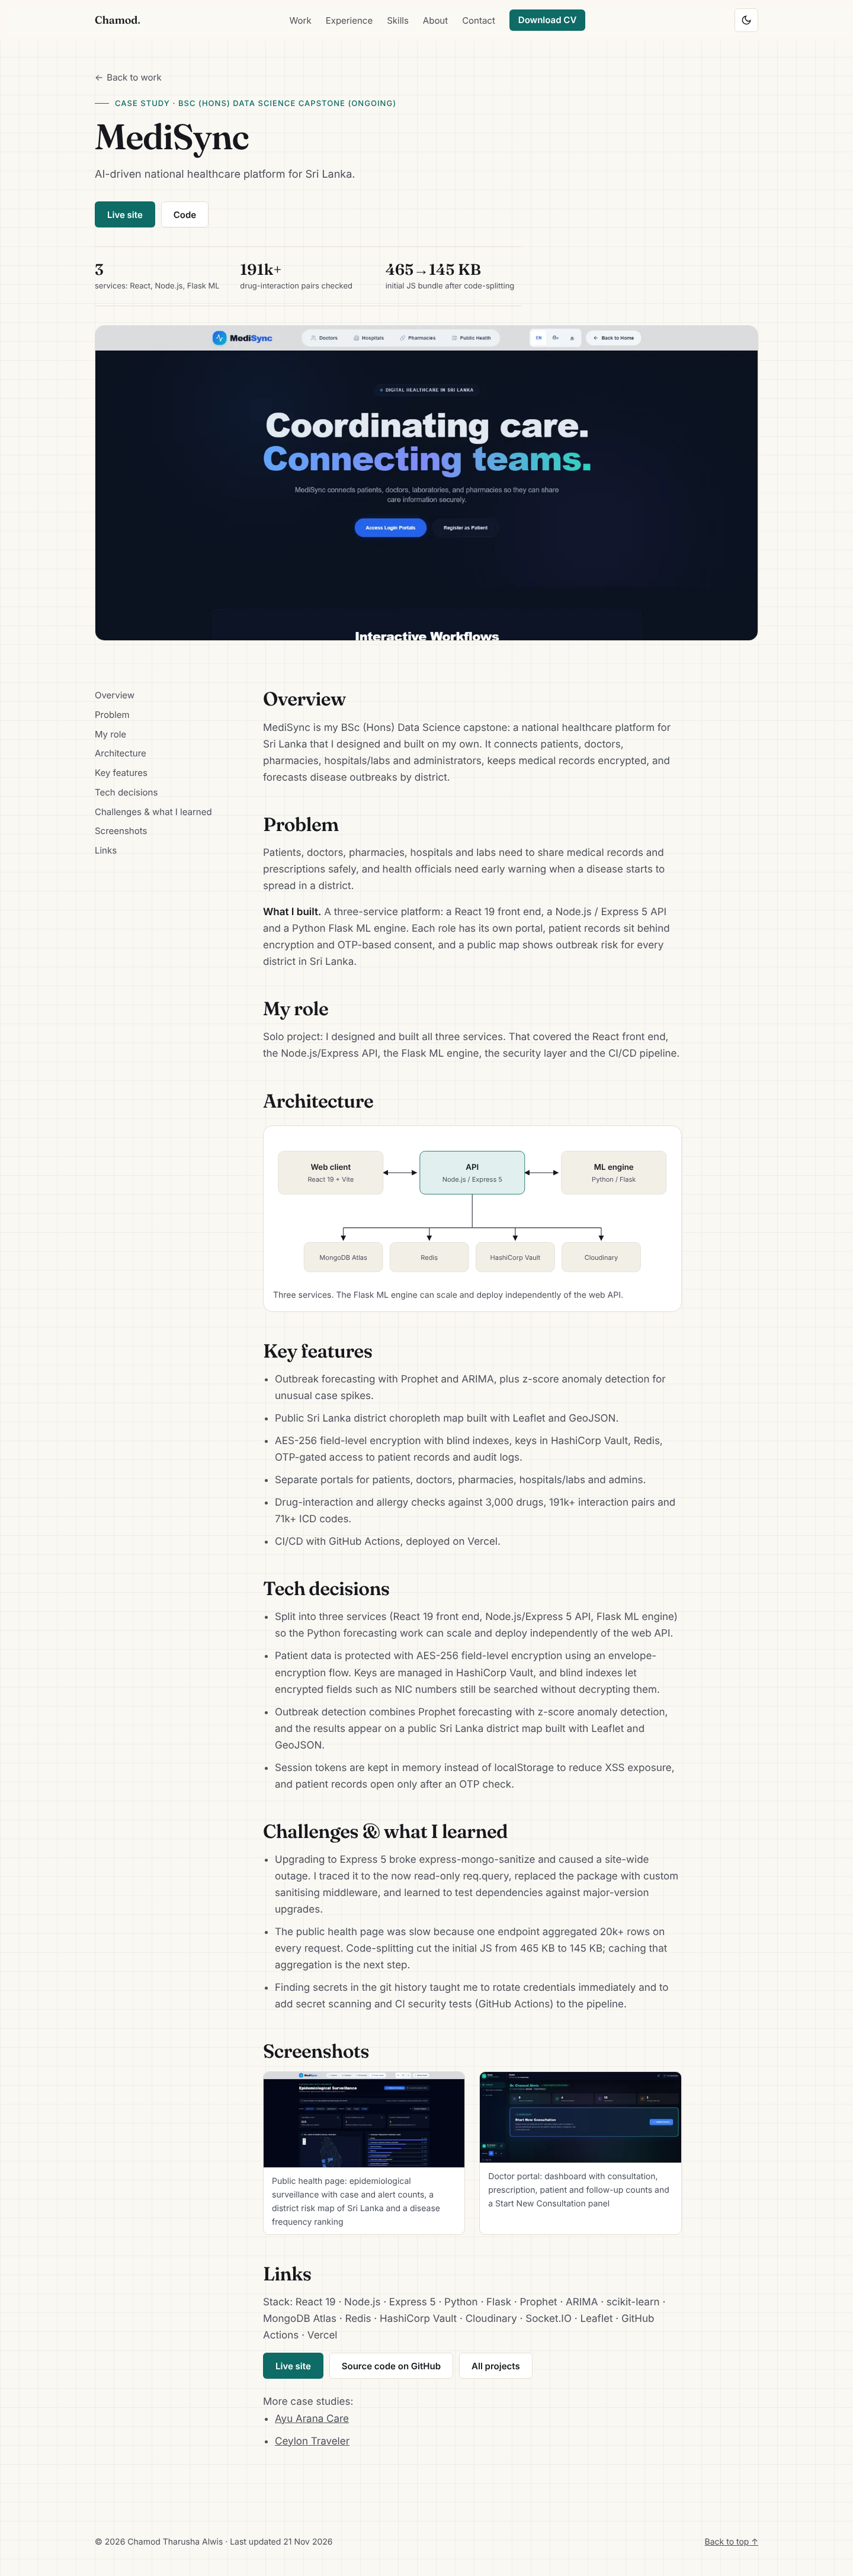 Chamod.
Work Experience Skills About Contact Download CV
← Back to work
CASE STUDY · BSC (HONS) DATA SCIENCE CAPSTONE (ONGOING)
MediSync
AI-driven national healthcare platform for Sri Lanka.
Live site Code
3 191k+ 465→145 KB
services: React, Node.js, Flask ML drug-interaction pairs checked initial JS bundle after code-splitting
MediSync Doctors Hospitals Pharmacies Public Health EN සිං ← Back to Home
DIGITAL HEALTHCARE IN SRI LANKA
Coordinating care.
Connecting teams.
MediSync connects patients, doctors, laboratories, and pharmacies so they can share
care information securely.
Access Login Portals Register as Patient
Interactive Workflows
Overview
Problem
My role
Architecture
Key features
Tech decisions
Challenges & what I learned
Screenshots
Links
Overview
MediSync is my BSc (Hons) Data Science capstone: a national healthcare platform for
Sri Lanka that I designed and built on my own. It connects patients, doctors,
pharmacies, hospitals/labs and administrators, keeps medical records encrypted, and
forecasts disease outbreaks by district.
Problem
Patients, doctors, pharmacies, hospitals and labs need to share medical records and
prescriptions safely, and health officials need early warning when a disease starts to
spread in a district.
What I built. A three-service platform: a React 19 front end, a Node.js / Express 5 API
and a Python Flask ML engine. Each role has its own portal, patient records sit behind
encryption and OTP-based consent, and a public map shows outbreak risk for every
district in Sri Lanka.
My role
Solo project: I designed and built all three services. That covered the React front end,
the Node.js/Express API, the Flask ML engine, the security layer and the CI/CD pipeline.
Architecture
Web client API ML engine
React 19 + Vite Node.js / Express 5 Python / Flask
MongoDB Atlas Redis HashiCorp Vault Cloudinary
Three services. The Flask ML engine can scale and deploy independently of the web API.
Key features
• Outbreak forecasting with Prophet and ARIMA, plus z-score anomaly detection for
unusual case spikes.
• Public Sri Lanka district choropleth map built with Leaflet and GeoJSON.
• AES-256 field-level encryption with blind indexes, keys in HashiCorp Vault, Redis,
OTP-gated access to patient records and audit logs.
• Separate portals for patients, doctors, pharmacies, hospitals/labs and admins.
• Drug-interaction and allergy checks against 3,000 drugs, 191k+ interaction pairs and
71k+ ICD codes.
• CI/CD with GitHub Actions, deployed on Vercel.
Tech decisions
• Split into three services (React 19 front end, Node.js/Express 5 API, Flask ML engine)
so the Python forecasting work can scale and deploy independently of the web API.
• Patient data is protected with AES-256 field-level encryption using an envelope-
encryption flow. Keys are managed in HashiCorp Vault, and blind indexes let
encrypted fields such as NIC numbers still be searched without decrypting them.
• Outbreak detection combines Prophet forecasting with z-score anomaly detection,
and the results appear on a public Sri Lanka district map built with Leaflet and
GeoJSON.
• Session tokens are kept in memory instead of localStorage to reduce XSS exposure,
and patient records open only after an OTP check.
Challenges & what I learned
• Upgrading to Express 5 broke express-mongo-sanitize and caused a site-wide
outage. I traced it to the now read-only req.query, replaced the package with custom
sanitising middleware, and learned to test dependencies against major-version
upgrades.
• The public health page was slow because one endpoint aggregated 20k+ rows on
every request. Code-splitting cut the initial JS from 465 KB to 145 KB; caching that
aggregation is the next step.
• Finding secrets in the git history taught me to rotate credentials immediately and to
add secret scanning and CI security tests (GitHub Actions) to the pipeline.
Screenshots
MediSync
Epidemiological Surveillance
Start New Consultation
Public health page: epidemiological
surveillance with case and alert counts, a
district risk map of Sri Lanka and a disease
frequency ranking
Doctor portal: dashboard with consultation,
prescription, patient and follow-up counts and
a Start New Consultation panel
Links
Stack: React 19 · Node.js · Express 5 · Python · Flask · Prophet · ARIMA · scikit-learn ·
MongoDB Atlas · Redis · HashiCorp Vault · Cloudinary · Socket.IO · Leaflet · GitHub
Actions · Vercel
Live site Source code on GitHub All projects
More case studies:
• Ayu Arana Care
• Ceylon Traveler
© 2026 Chamod Tharusha Alwis · Last updated 21 Nov 2026
Back to top ↑